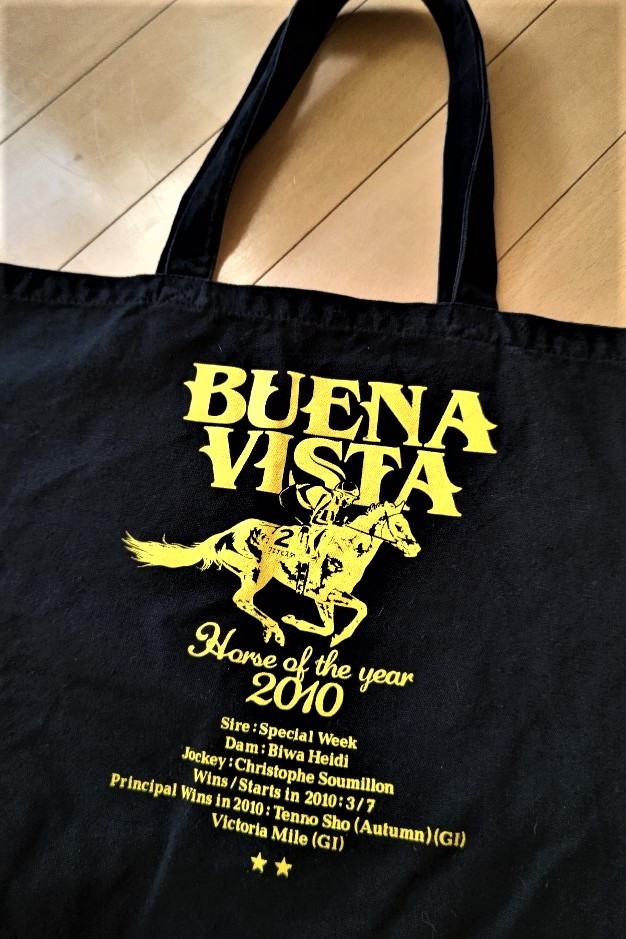 BUENA
VISTA
2
Horse of the year
2010
Sire : Special Week
Dam : Biwa Heidi
Jockey : Christophe Soumillon
Wins / Starts in 2010 : 3 / 7
Principal Wins in 2010 : Tenno Sho (Autumn) (GI)
Victoria Mile (GI)